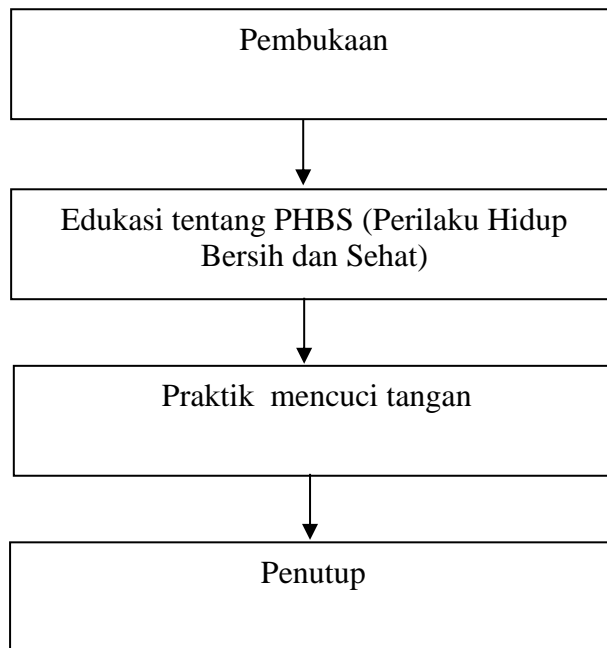 Pembukaan
Edukasi tentang PHBS (Perilaku Hidup
Bersih dan Sehat)
Praktik  mencuci tangan
Penutup